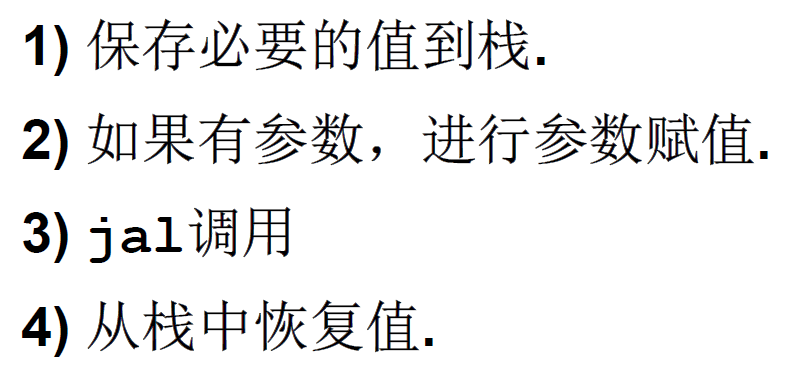 1) 保存必要的值到栈.
2) 如果有参数，进行参数赋值.
3) jal调用
4) 从栈中恢复值.